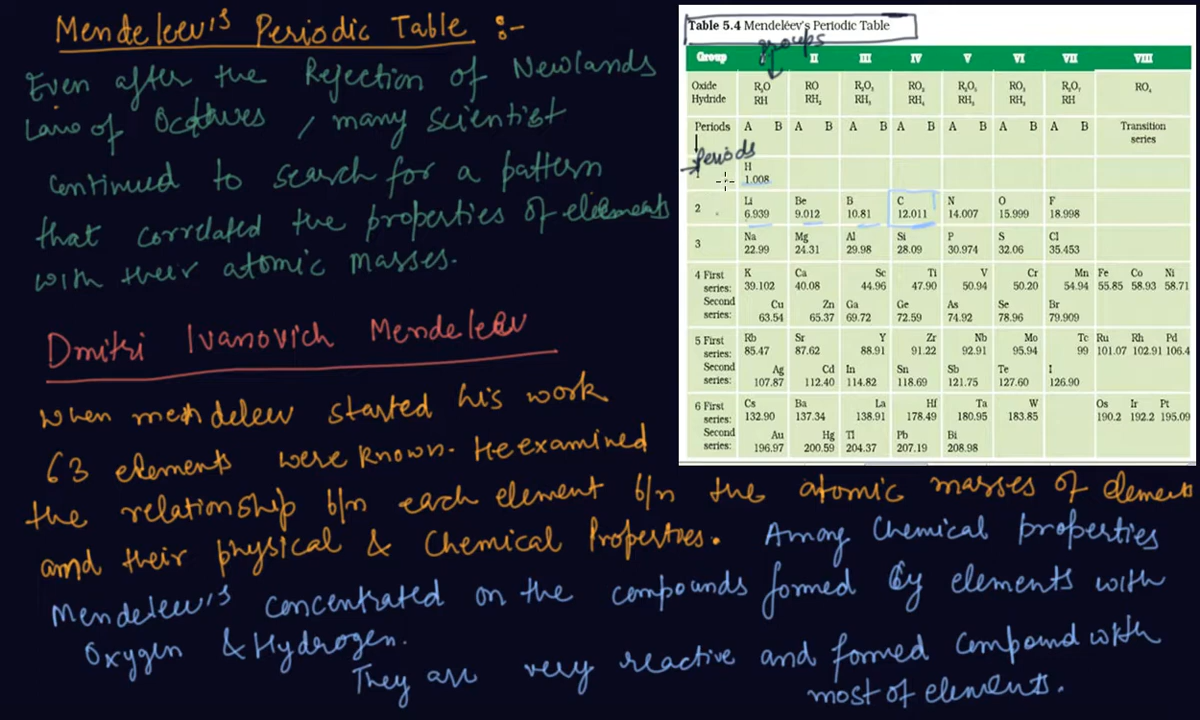 Mendeleev's Periodic Table :-
Even after the Rejection of Newlands
Law of Octaves, many scientist
continued to search for a pattern
that correlated the properties of elements
with their atomic masses.
Dmitri Ivanovich Mendeleev
When mendeleev started his work
63 elements were known. He examined
the relationship b/n each element b/n the atomic masses of elements
and their physical & Chemical Properties. Among Chemical properties
Mendeleev's concentrated on the compounds formed by elements with
Oxygen & Hydrogen.
They are very reactive and formed compound with
most of elements.
Table 5.4 Mendeléev's Periodic Table
groups
Group II III IV V VI VII VIII
Oxide R₂O RO R₂O₃ RO₂ R₂O₅ RO₃ R₂O₇ RO₄
Hydride RH RH₂ RH₃ RH₄ RH₃ RH₂ RH
Periods A B A B A B A B A B A B A B Transition
series
Periods
1 H
1.008
2 Li Be B C N O F
6.939 9.012 10.81 12.011 14.007 15.999 18.998
3 Na Mg Al Si P S Cl
22.99 24.31 29.98 28.09 30.974 32.06 35.453
4 First K Ca Sc Ti V Cr Mn Fe Co Ni
series: 39.102 40.08 44.96 47.90 50.94 50.20 54.94 55.85 58.93 58.71
Second Cu Zn Ga Ge As Se Br
series: 63.54 65.37 69.72 72.59 74.92 78.96 79.909
5 First Rb Sr Y Zr Nb Mo Tc Ru Rh Pd
series: 85.47 87.62 88.91 91.22 92.91 95.94 99 101.07 102.91 106.4
Second Ag Cd In Sn Sb Te I
series: 107.87 112.40 114.82 118.69 121.75 127.60 126.90
6 First Cs Ba La Hf Ta W Os Ir Pt
series: 132.90 137.34 138.91 178.49 180.95 183.85 190.2 192.2 195.09
Second Au Hg Tl Pb Bi
series: 196.97 200.59 204.37 207.19 208.98